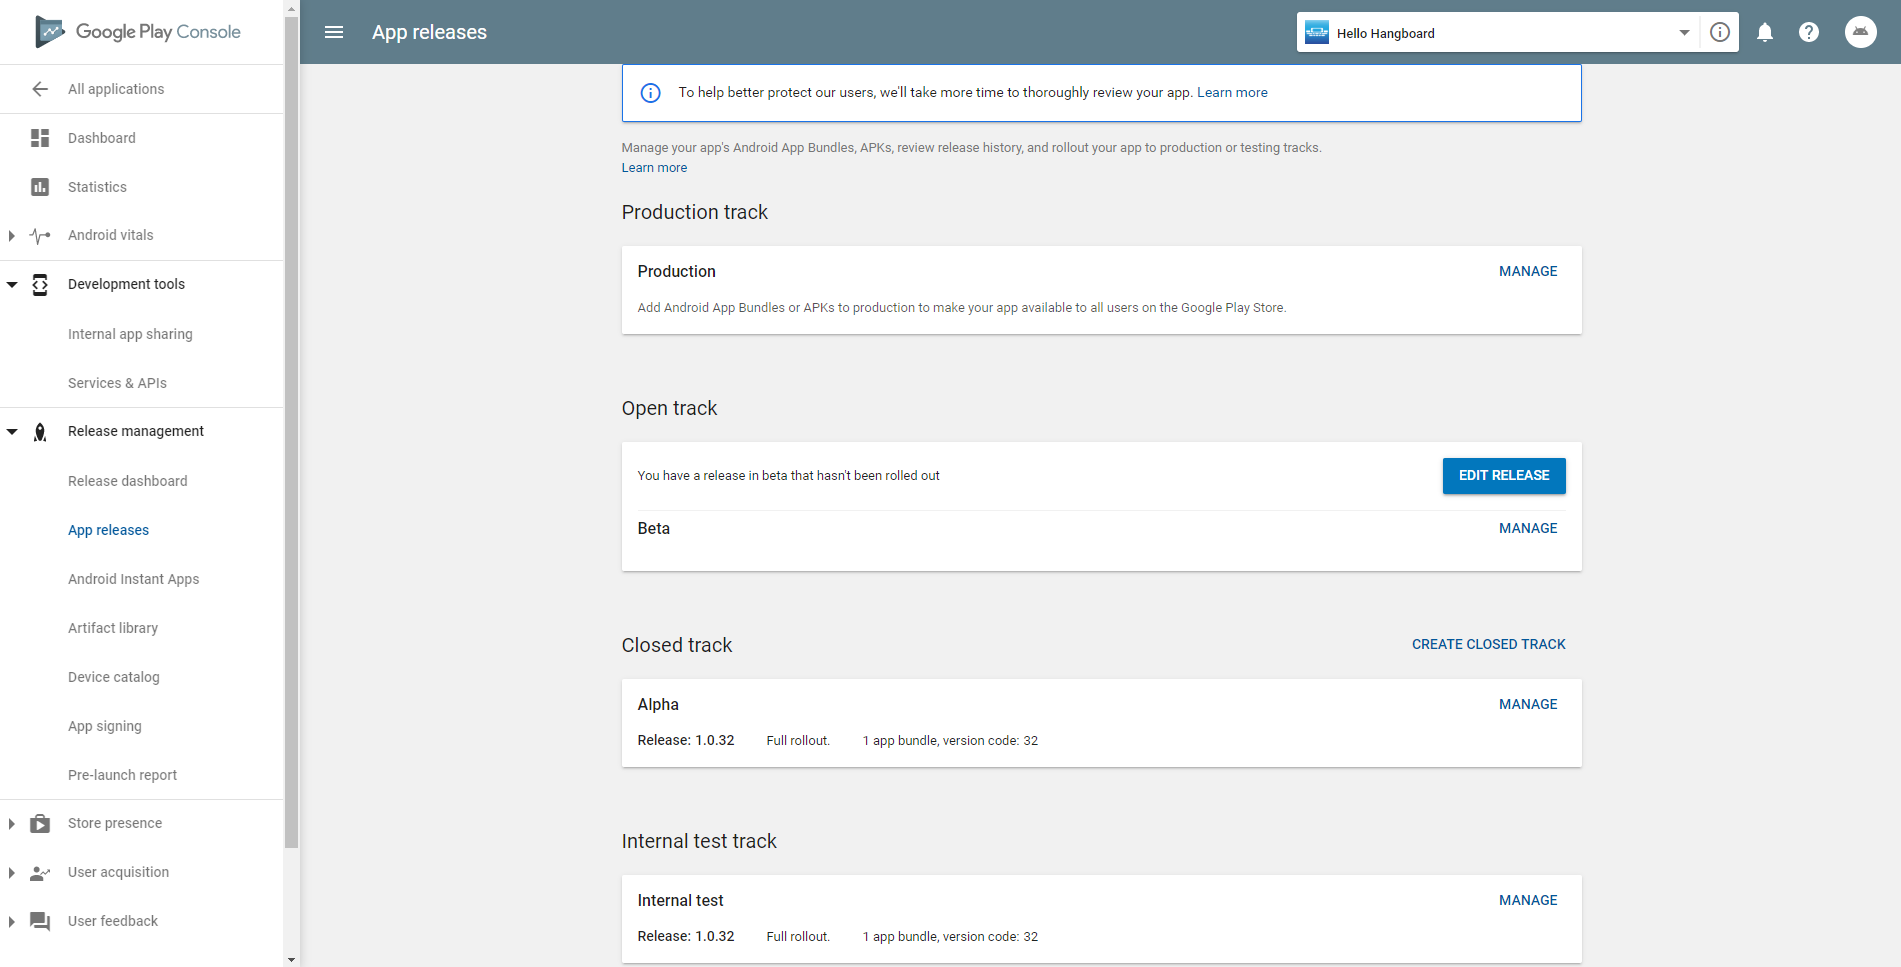 Google Play Console
All applications
Dashboard
Statistics
Android vitals
Development tools
Internal app sharing
Services & APIs
Release management
Release dashboard
App releases
Android Instant Apps
Artifact library
Device catalog
App signing
Pre-launch report
Store presence
User acquisition
User feedback
App releases
Hello Hangboard
To help better protect our users, we'll take more time to thoroughly review your app. Learn more
Manage your app's Android App Bundles, APKs, review release history, and rollout your app to production or testing tracks.
Learn more
Production track
Production
MANAGE
Add Android App Bundles or APKs to production to make your app available to all users on the Google Play Store.
Open track
You have a release in beta that hasn't been rolled out
EDIT RELEASE
Beta
MANAGE
Closed track
CREATE CLOSED TRACK
Alpha
MANAGE
Release: 1.0.32 Full rollout. 1 app bundle, version code: 32
Internal test track
Internal test
MANAGE
Release: 1.0.32 Full rollout. 1 app bundle, version code: 32